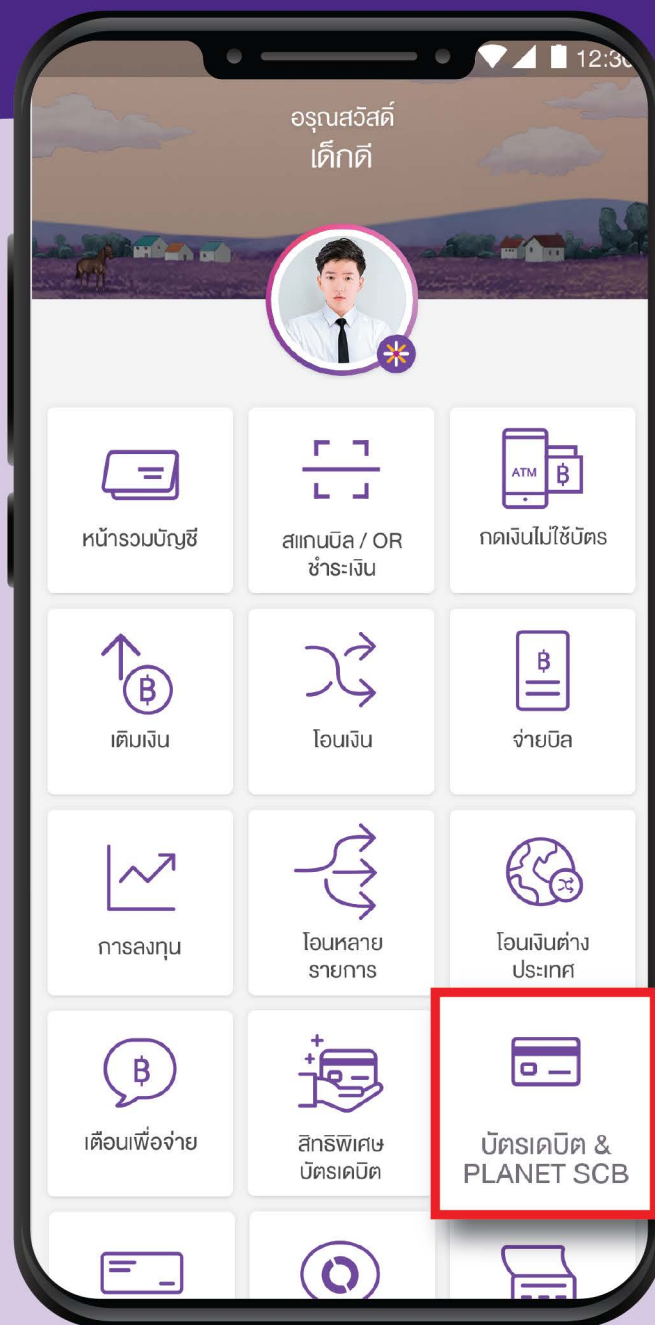 12:30
อรุณสวัสดิ์
เด็กดี
หน้ารวมบัญชี
สแกนบิล / OR
ชำระเงิน
ATM
฿
กดเงินไม่ใช้บัตร
฿
เติมเงิน
โอนเงิน
฿
จ่ายบิล
การลงทุน
โอนหลาย
รายการ
โอนเงินต่าง
ประเทศ
฿
เตือนเพื่อจ่าย
สิทธิพิเศษ
บัตรเดบิต
บัตรเดบิต &
PLANET SCB